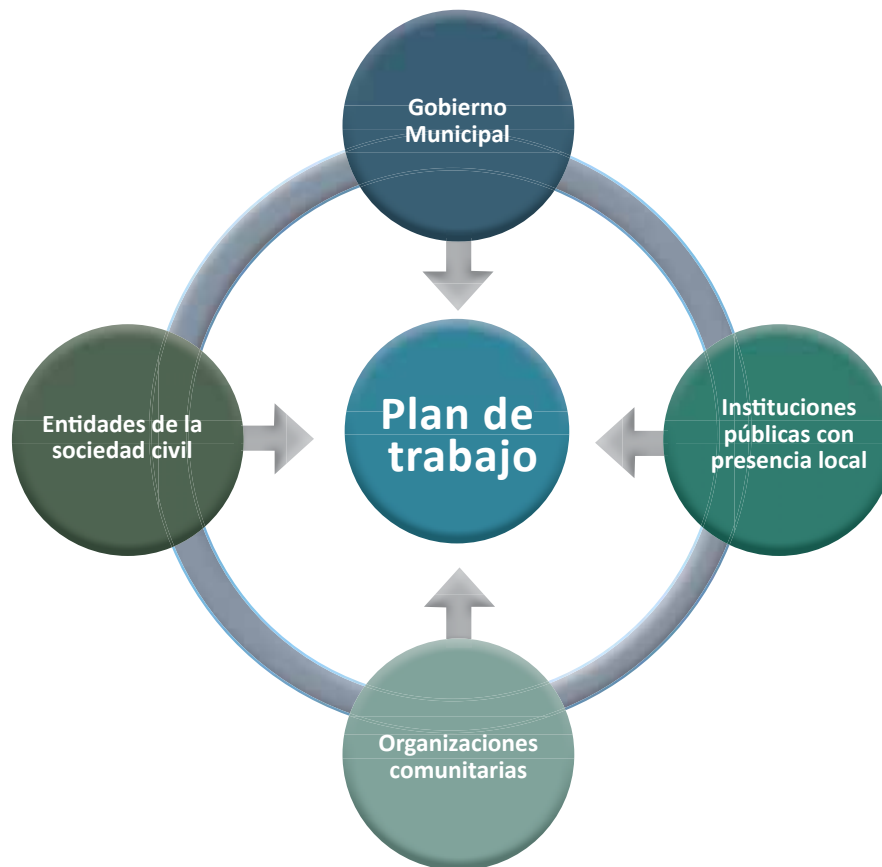 Gobierno
Municipal
Entidades de la
sociedad civil
Plan de
trabajo
Instituciones
públicas con
presencia local
Organizaciones
comunitarias